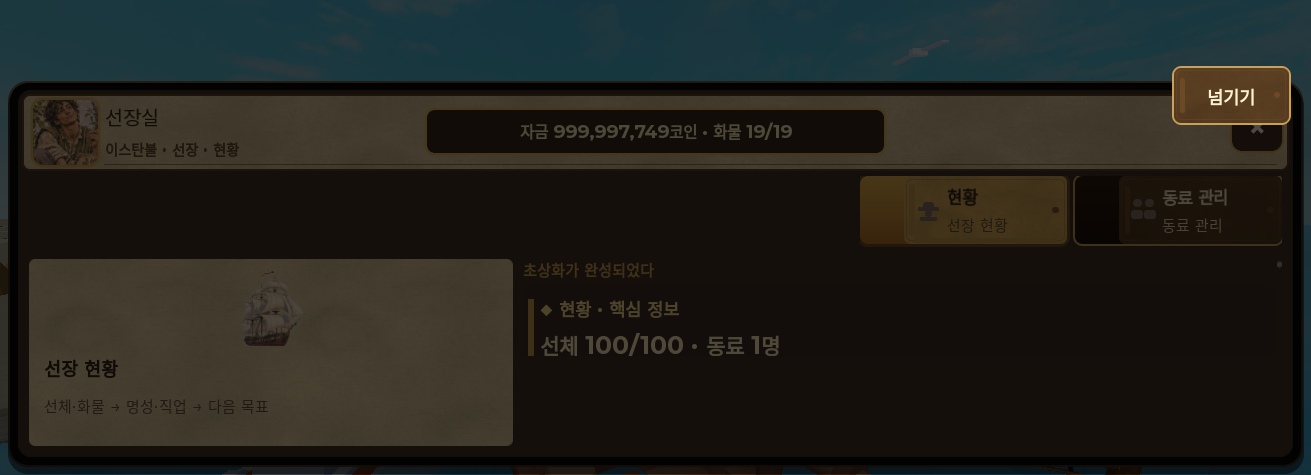 넘기기
선장실
이스탄불 • 선장 • 현황
자금 999,997,749코인 • 화물 19/19
×
현황
선장 현황
동료 관리
동료 관리
초상화가 완성되었다
◆ 현황 • 핵심 정보
선체 100/100 • 동료 1명
선장 현황
선체·화물 → 명성·직업 → 다음 목표